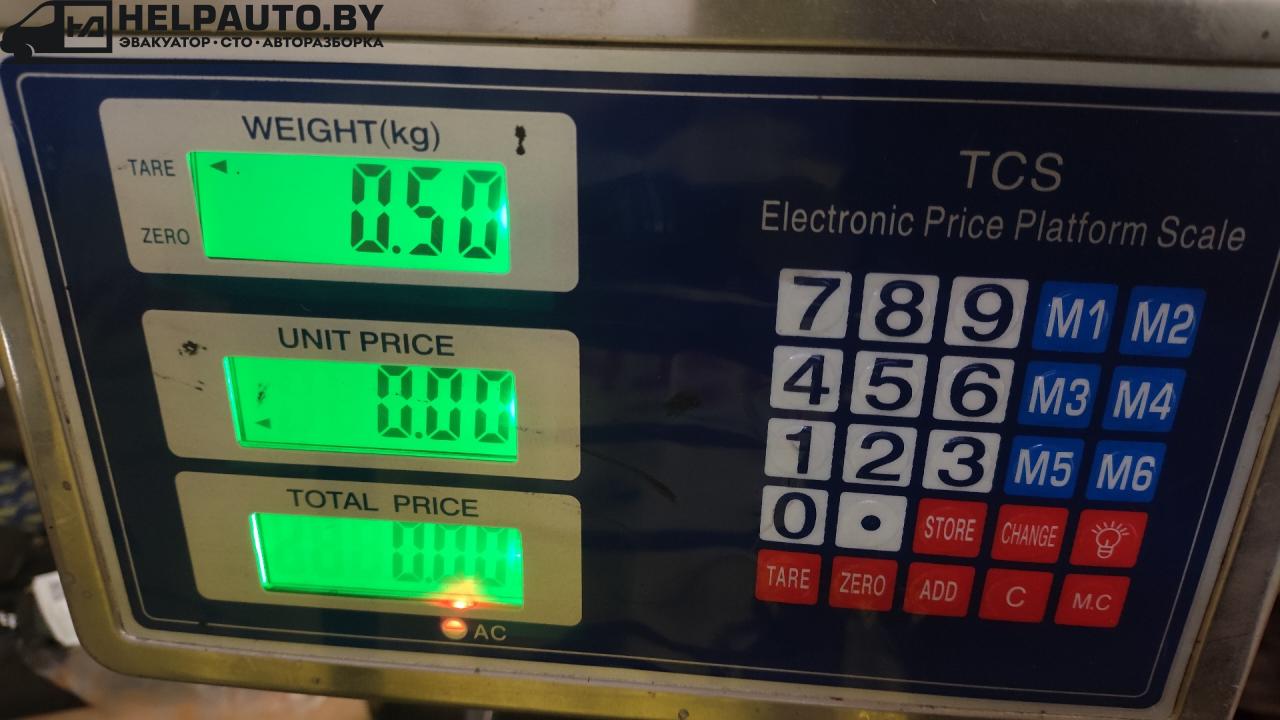 HELPAUTO.BY
ЭВАКУАТОР · СТО · АВТОРАЗБОРКА
WEIGHT(kg)
TARE
0.50
ZERO
UNIT PRICE
0.00
TOTAL PRICE
0.00
AC
TCS
Electronic Price Platform Scale
7 8 9 M1 M2
4 5 6 M3 M4
1 2 3 M5 M6
0 . STORE CHANGE
TARE ZERO ADD C M.C